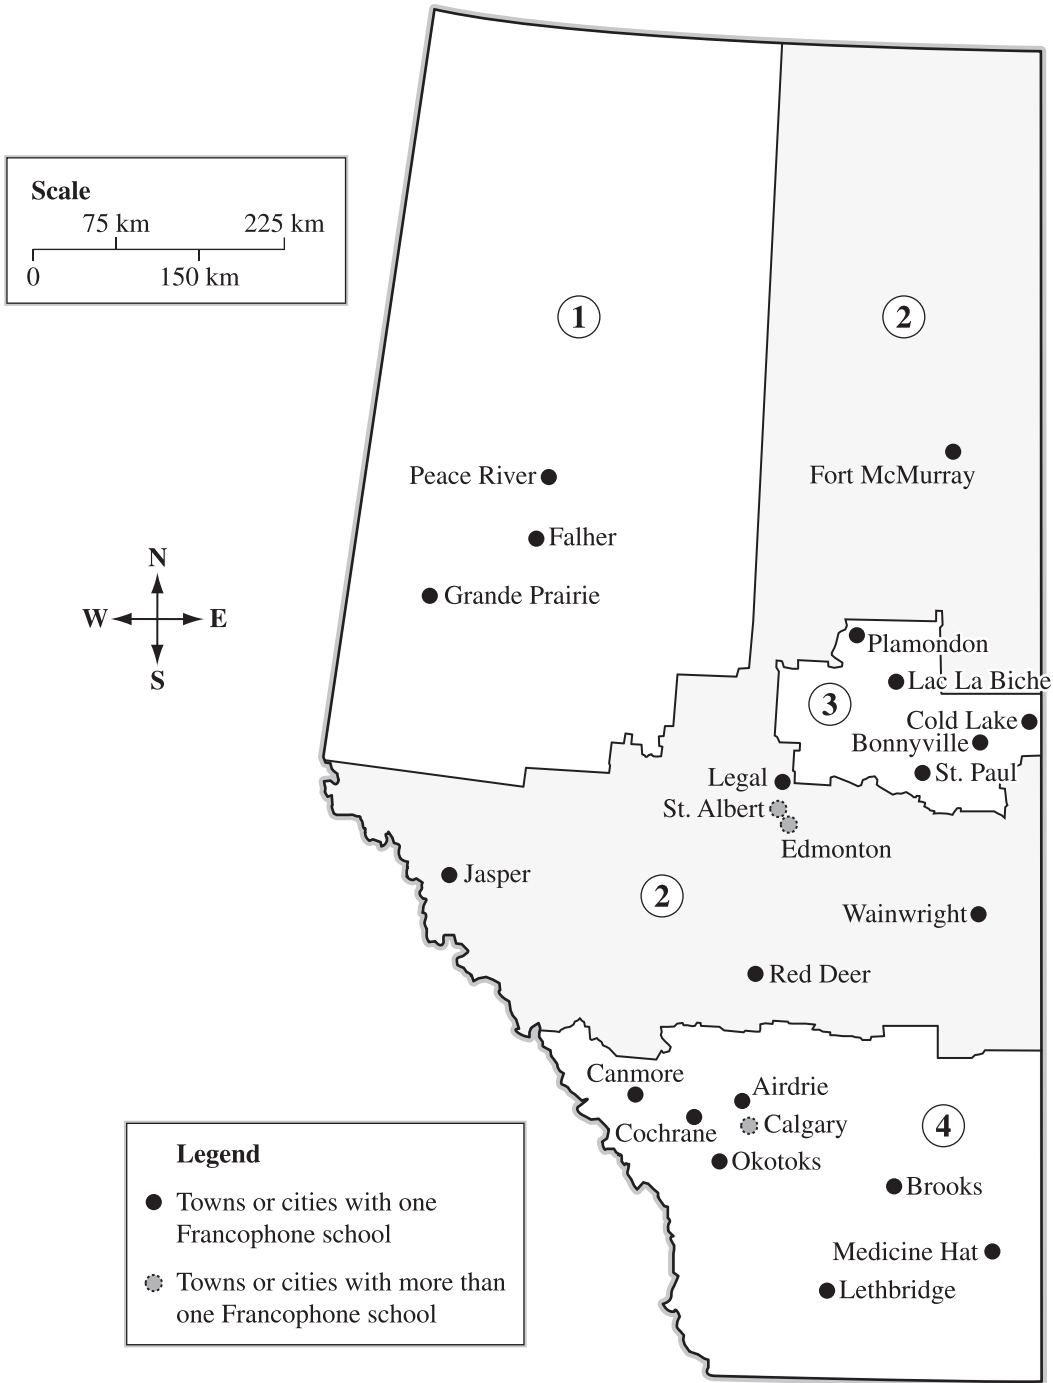 Scale
75 km 225 km
0 150 km
1
2
Peace River
Fort McMurray
Falher
N
Grande Prairie
W E
S
Plamondon
Lac La Biche
3
Cold Lake
Bonnyville
St. Paul
Legal
St. Albert
Edmonton
Jasper
2
Wainwright
Red Deer
Canmore
Airdrie
Cochrane
Calgary
4
Okotoks
Brooks
Medicine Hat
Lethbridge
Legend
Towns or cities with one
Francophone school
Towns or cities with more than
one Francophone school